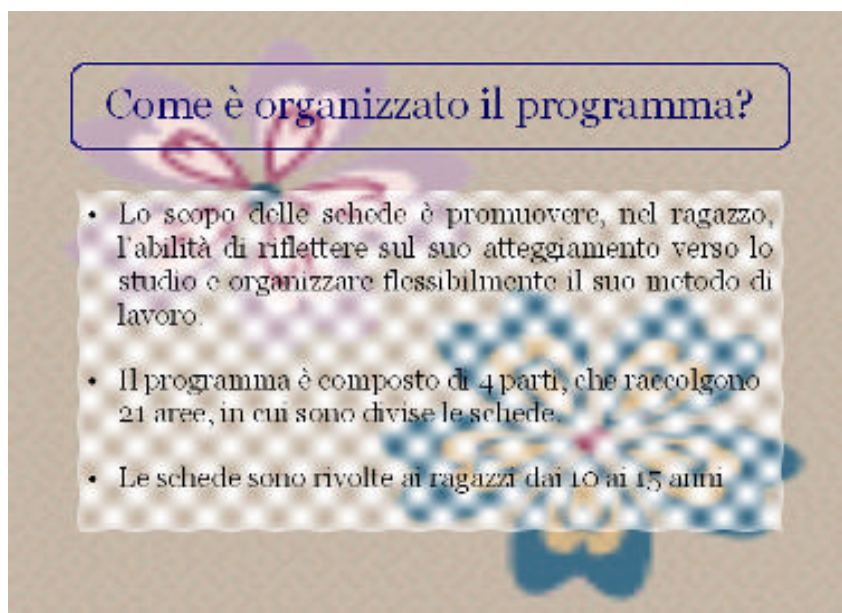 Come è organizzato il programma?
• Lo scopo delle schede è promuovere, nel ragazzo,
l'abilità di riflettere sul suo atteggiamento verso lo
studio e organizzare flessibilmente il suo metodo di
lavoro.
• Il programma è composto di 4 parti, che raccolgono
21 aree, in cui sono divise le schede.
• Le schede sono rivolte ai ragazzi dai 10 ai 15 anni